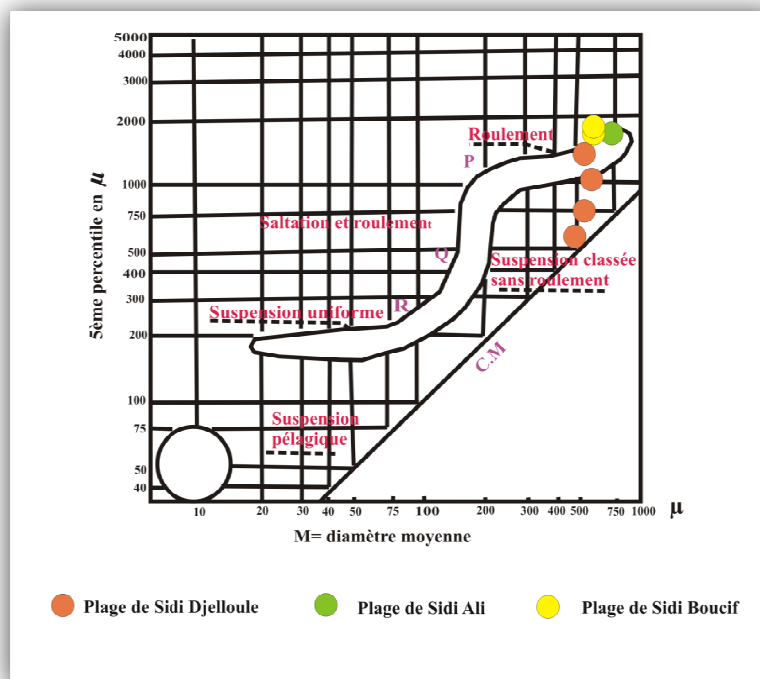 5000
4000
3000
2000
1000
750
500
400
300
200
100
75
50
40
5ème percentile en μ
Roulement
P
Saltation et roulement
Q
Suspension classée
sans roulement
R
Suspension uniforme
C.M
Suspension
pélagique
10 20 30 40 50 75 100 200 300 400 500 750 1000 μ
M= diamètre moyenne
Plage de Sidi Djelloule Plage de Sidi Ali Plage de Sidi Boucif